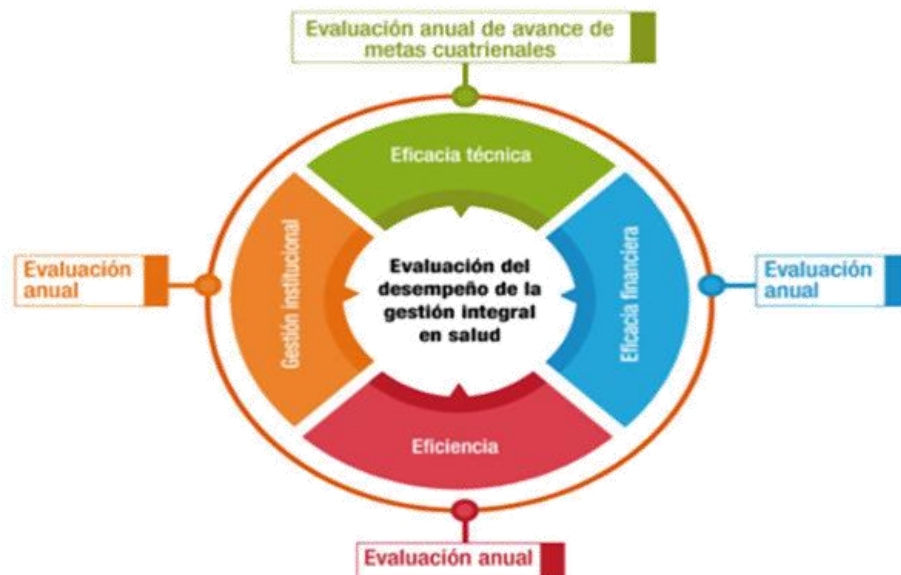 Evaluación anual de avance de
metas cuatrienales
Eficacia técnica
Evaluación
anual
Gestión institucional
Evaluación del
desempeño de la
gestión integral
en salud
Eficacia financiera
Evaluación
anual
Eficiencia
Evaluación anual